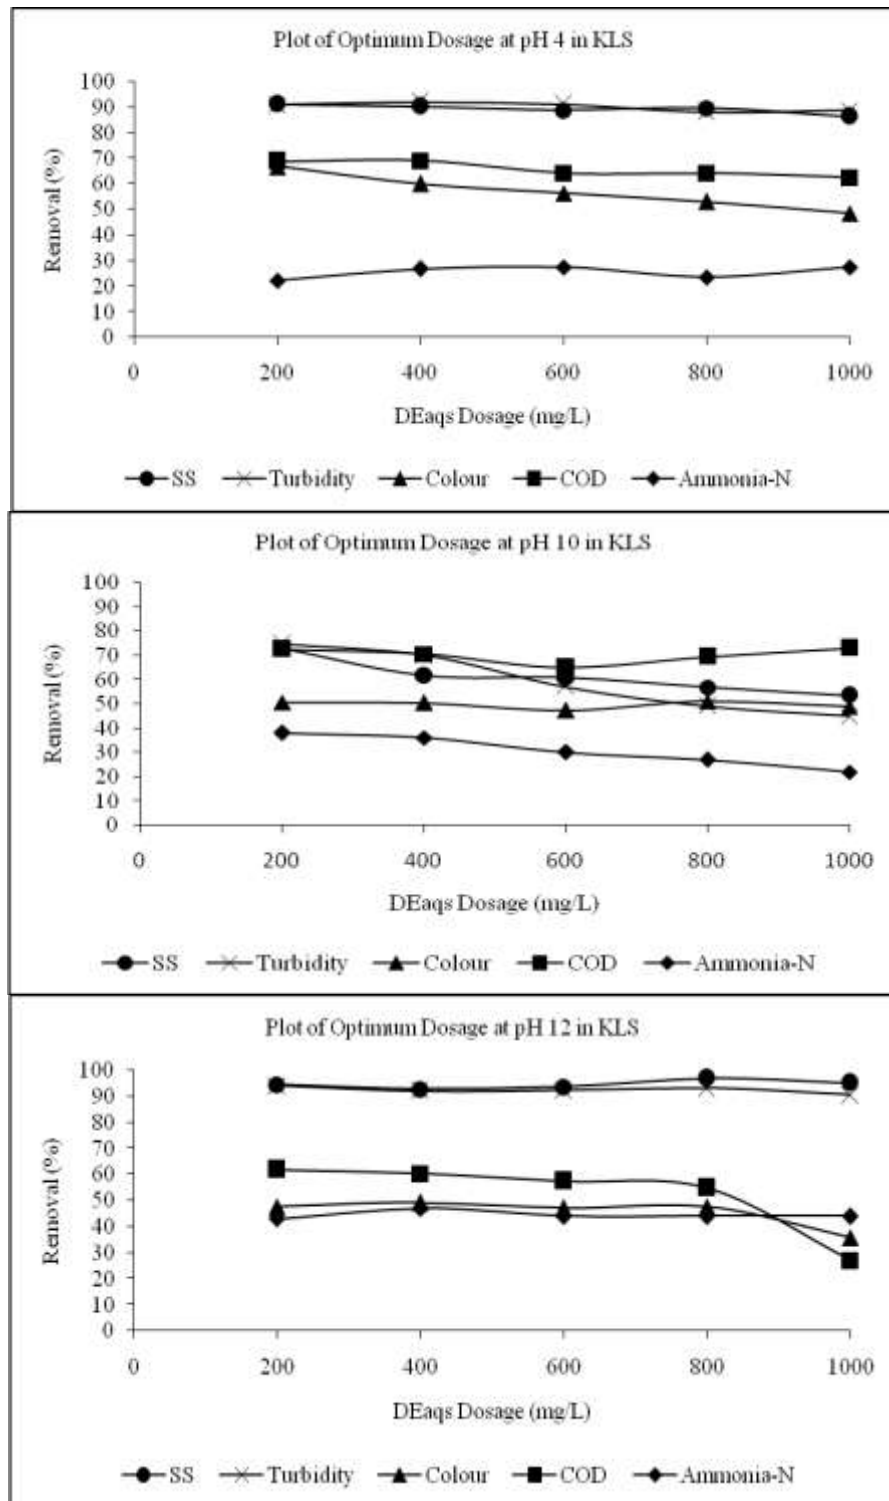 Plot of Optimum Dosage at pH 4 in KLS
100
90
80
70
60
50
40
30
20
10
0
Removal (%)
0 200 400 600 800 1000
DEaqs Dosage (mg/L)
SS Turbidity Colour COD Ammonia-N
Plot of Optimum Dosage at pH 10 in KLS
100
90
80
70
60
50
40
30
20
10
0
Removal (%)
0 200 400 600 800 1000
DEaqs Dosage (mg/L)
SS Turbidity Colour COD Ammonia-N
Plot of Optimum Dosage at pH 12 in KLS
100
90
80
70
60
50
40
30
20
10
0
Removal (%)
0 200 400 600 800 1000
DEaqs Dosage (mg/L)
SS Turbidity Colour COD Ammonia-N